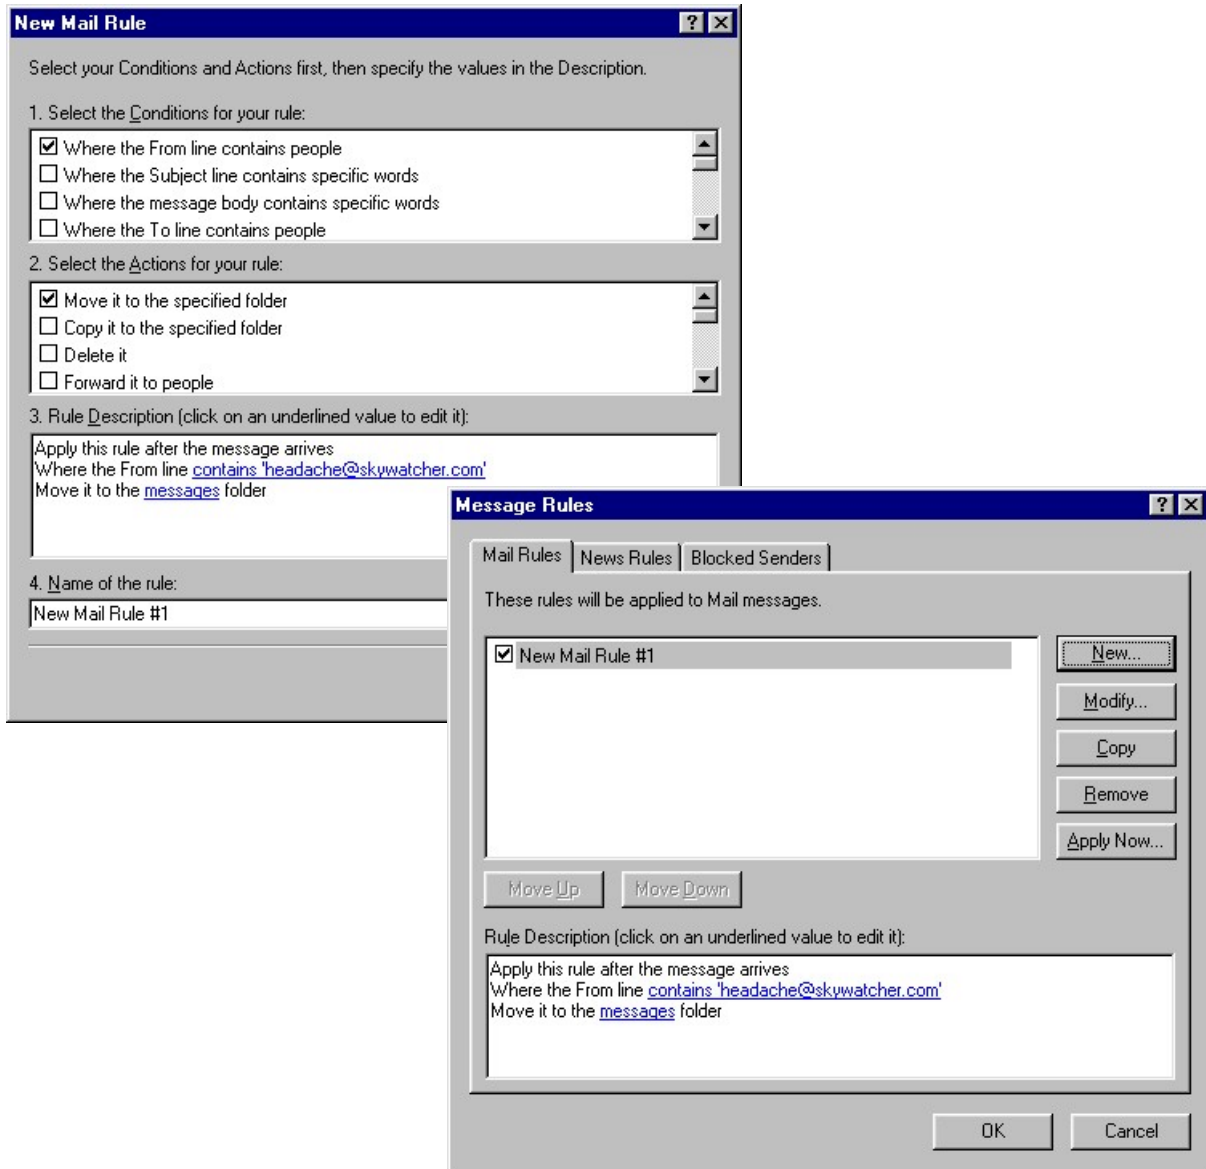 New Mail Rule
Select your Conditions and Actions first, then specify the values in the Description.
1. Select the Conditions for your rule:
Where the From line contains people
Where the Subject line contains specific words
Where the message body contains specific words
Where the To line contains people
2. Select the Actions for your rule:
Move it to the specified folder
Copy it to the specified folder
Delete it
Forward it to people
3. Rule Description (click on an underlined value to edit it):
Apply this rule after the message arrives
Where the From line contains 'headache@skywatcher.com'
Move it to the messages folder
4. Name of the rule:
New Mail Rule #1
Message Rules
Mail Rules News Rules Blocked Senders
These rules will be applied to Mail messages.
New Mail Rule #1
New...
Modify...
Copy
Remove
Apply Now...
Move Up Move Down
Rule Description (click on an underlined value to edit it):
Apply this rule after the message arrives
Where the From line contains 'headache@skywatcher.com'
Move it to the messages folder
OK Cancel